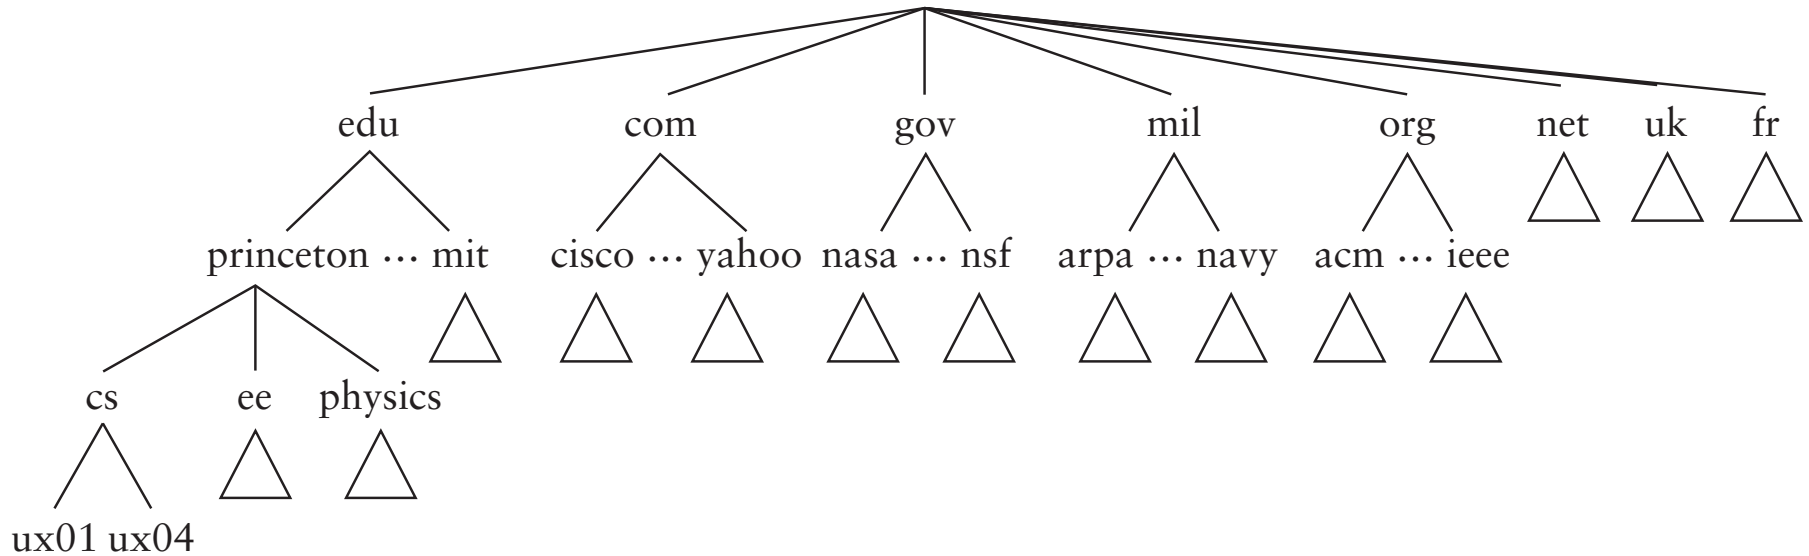 edu com gov mil org net uk fr
princeton … mit cisco … yahoo nasa … nsf arpa … navy acm … ieee
cs ee physics
ux01 ux04